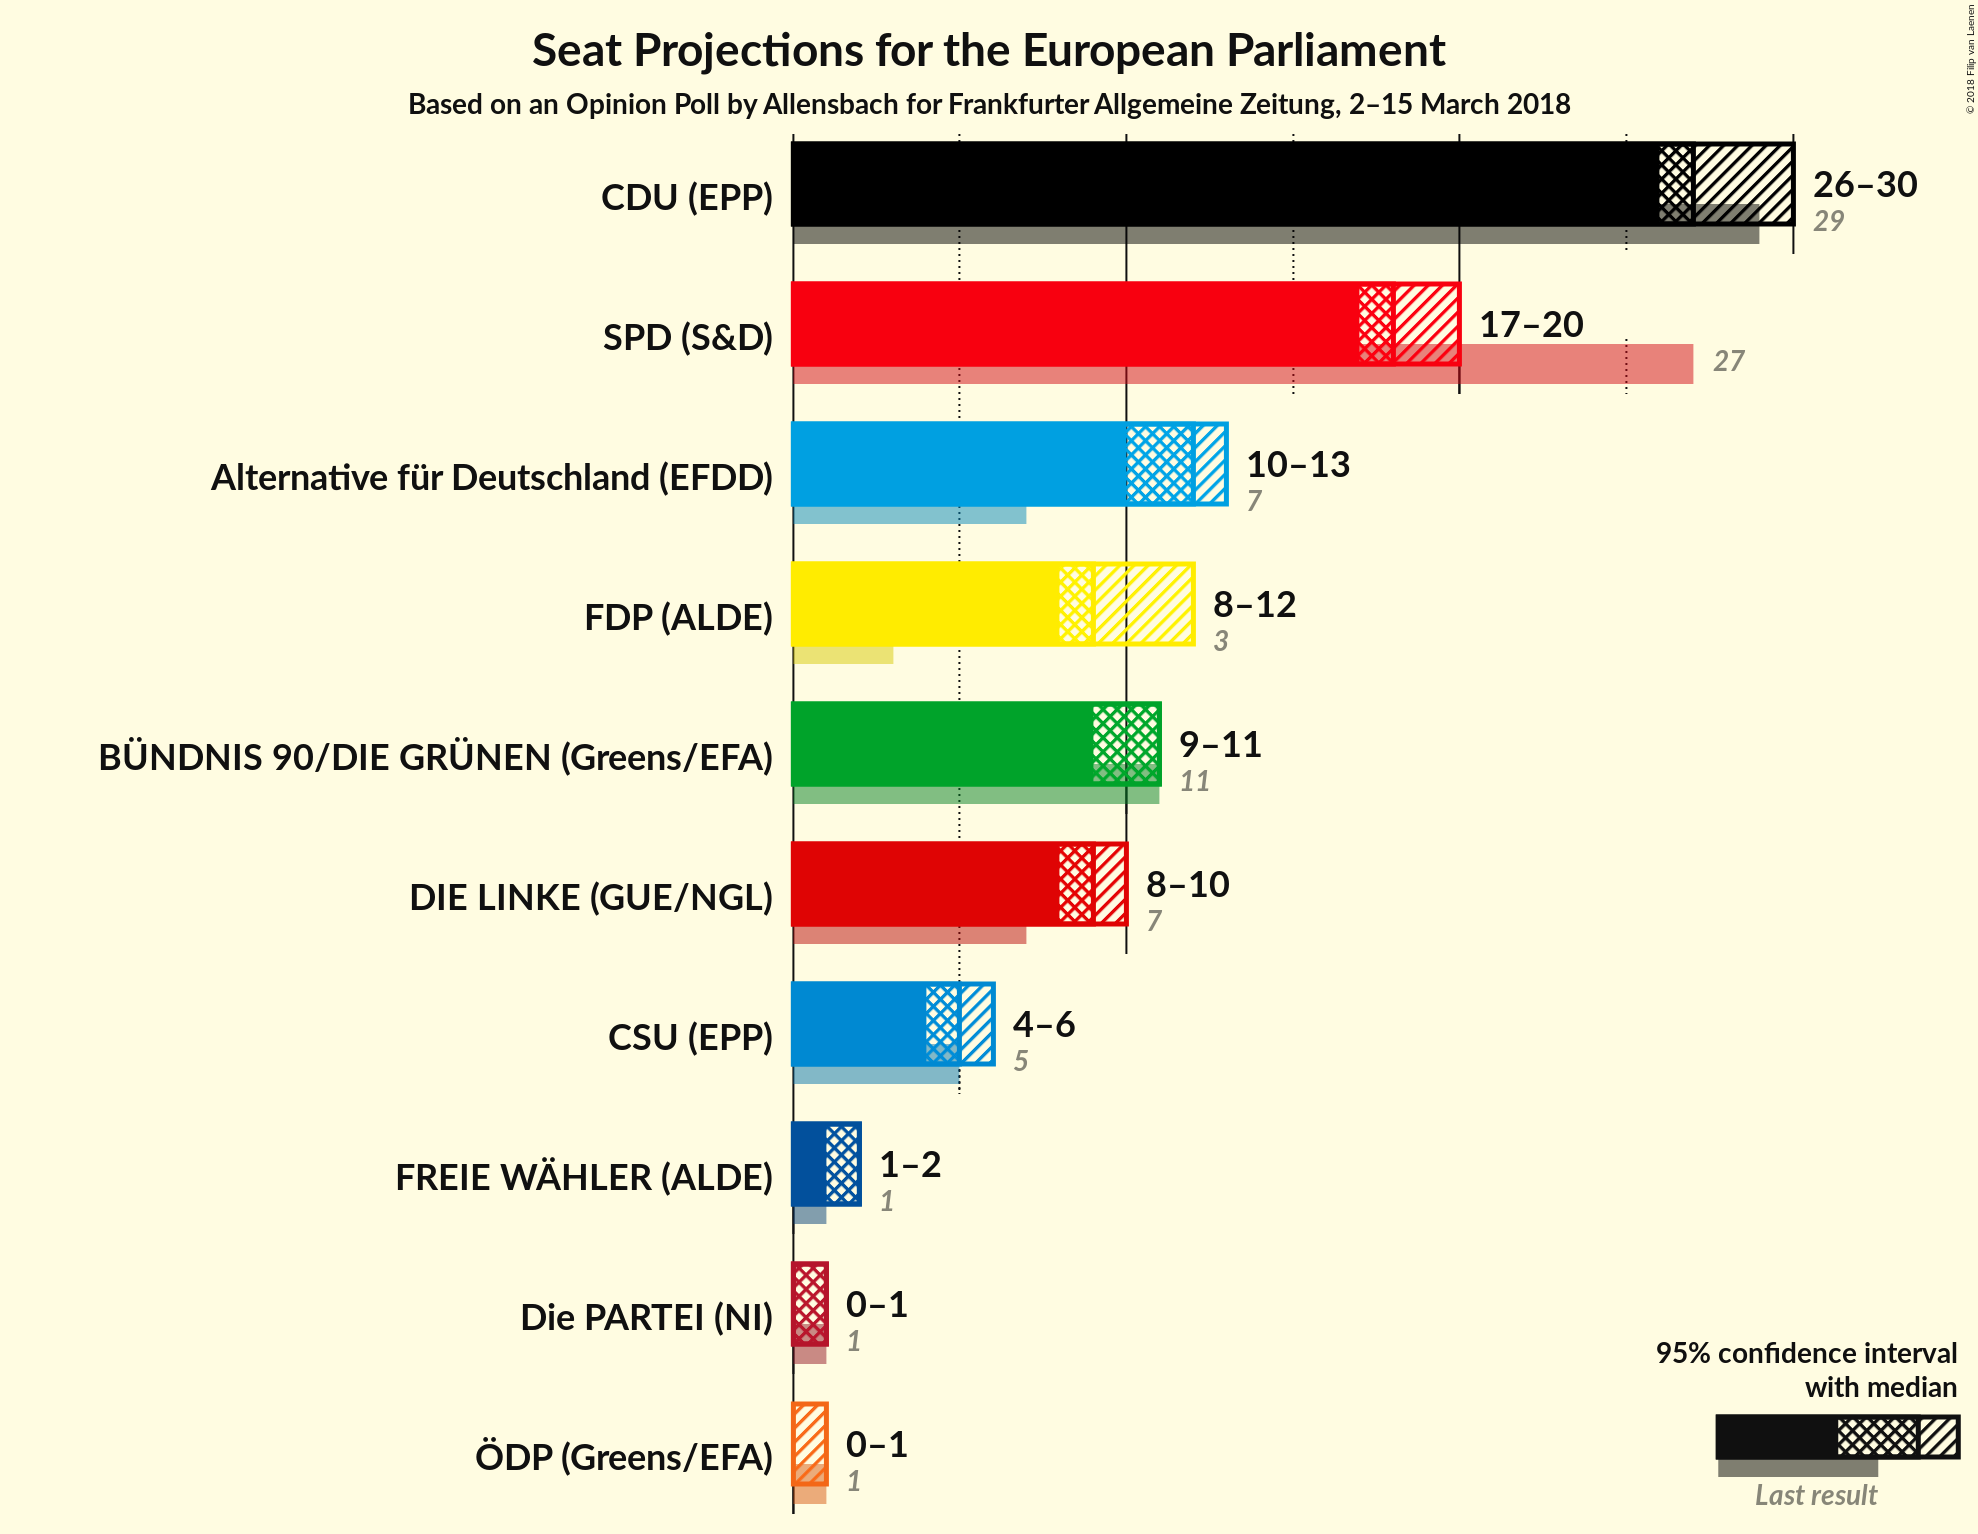 Seat Projections for the European Parliament
Based on an Opinion Poll by Allensbach for Frankfurter Allgemeine Zeitung, 2–15 March 2018
© 2018 Filip van Laenen
CDU (EPP)
26–30
29
SPD (S&D)
17–20
27
Alternative für Deutschland (EFDD)
10–13
7
FDP (ALDE)
8–12
3
BÜNDNIS 90/DIE GRÜNEN (Greens/EFA)
9–11
11
DIE LINKE (GUE/NGL)
8–10
7
CSU (EPP)
4–6
5
FREIE WÄHLER (ALDE)
1–2
1
Die PARTEI (NI)
0–1
1
ÖDP (Greens/EFA)
0–1
1
95% confidence interval
with median
Last result